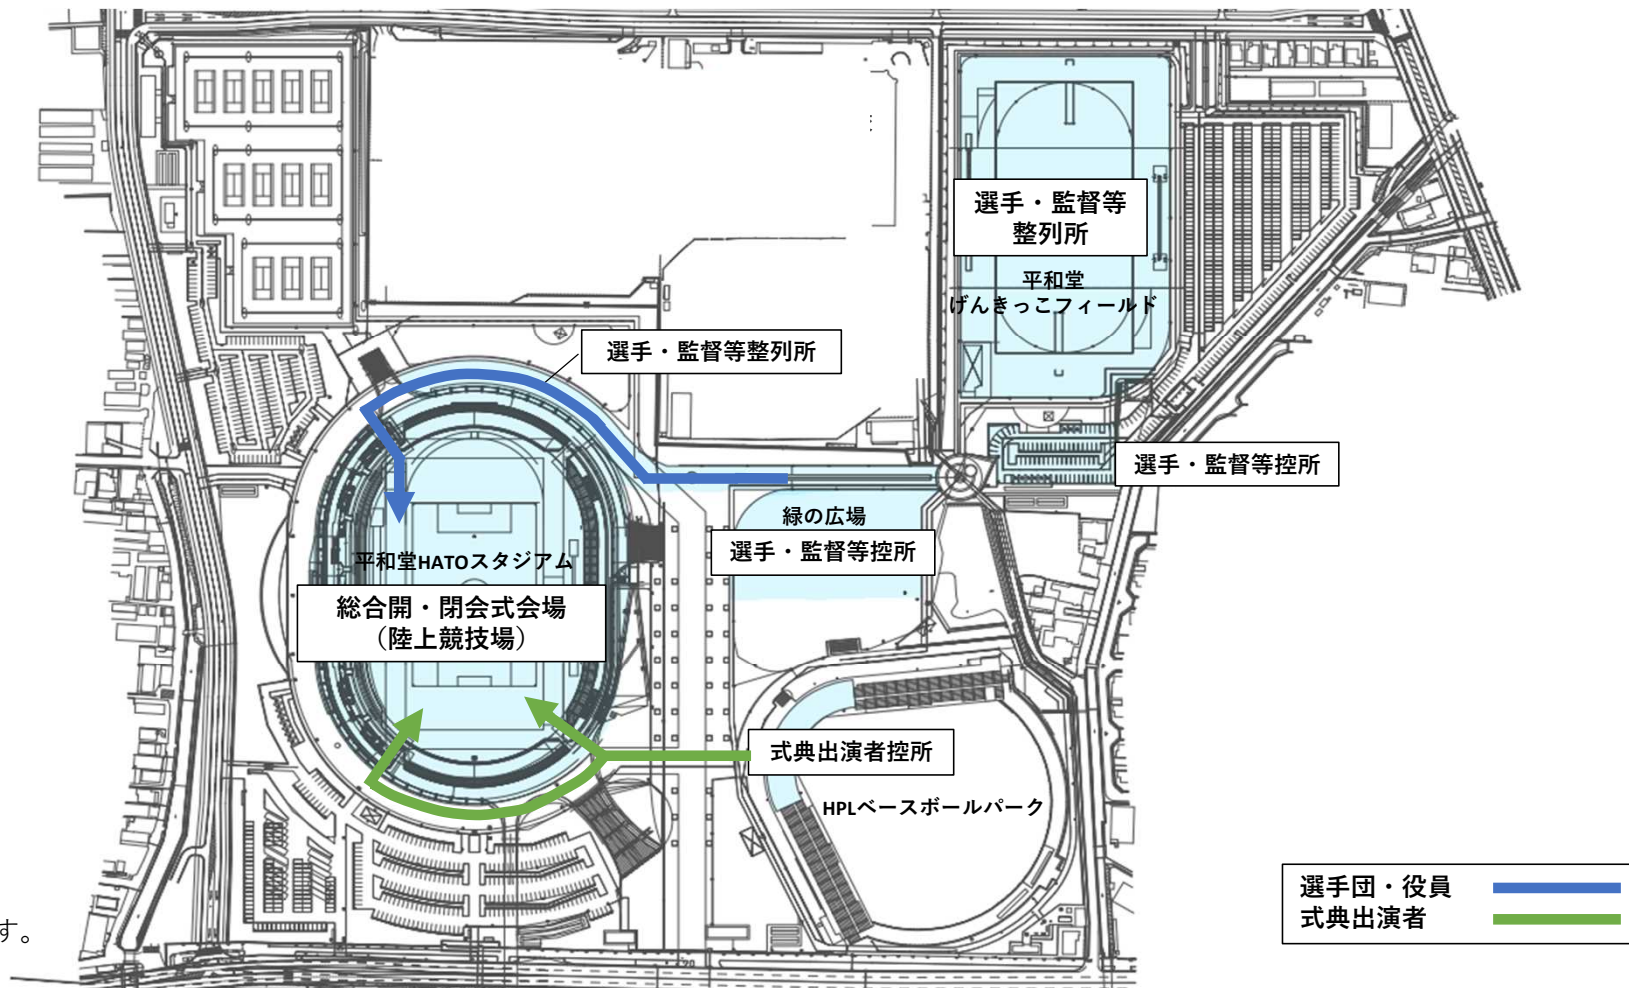 選手・監督等
整列所
平和堂
げんきっこフィールド
選手・監督等整列所
選手・監督等控所
緑の広場
選手・監督等控所
平和堂HATOスタジアム
総合開・閉会式会場
（陸上競技場）
式典出演者控所
HPLベースボールパーク
選手団・役員
式典出演者
す。